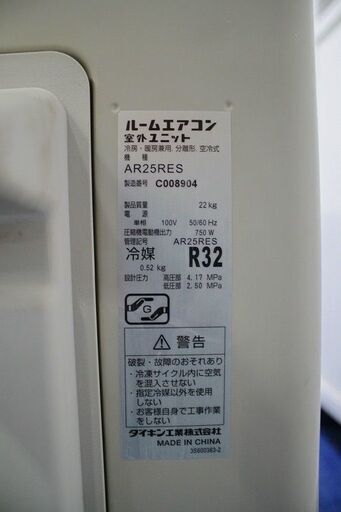 ルームエアコン
室外ユニット
冷房・暖房兼用, 分離形, 空冷式
機種
AR25RES
製造番号 C008904
製品質量 22 kg
電源
単相 100V 50/60 Hz
圧縮機電動機出力 750 W
管理記号 AR25RES
冷媒 R32
0.52 kg
設計圧力 高圧部 4.17 MPa
低圧部 2.50 MPa
G
警告
破裂・故障のおそれあり
・冷凍サイクル内に空気
を混入させない
・指定冷媒以外を使用
しない
・お客様自身で工事作業を
しない
ダイキン工業株式会社
MADE IN CHINA
3S600363-2